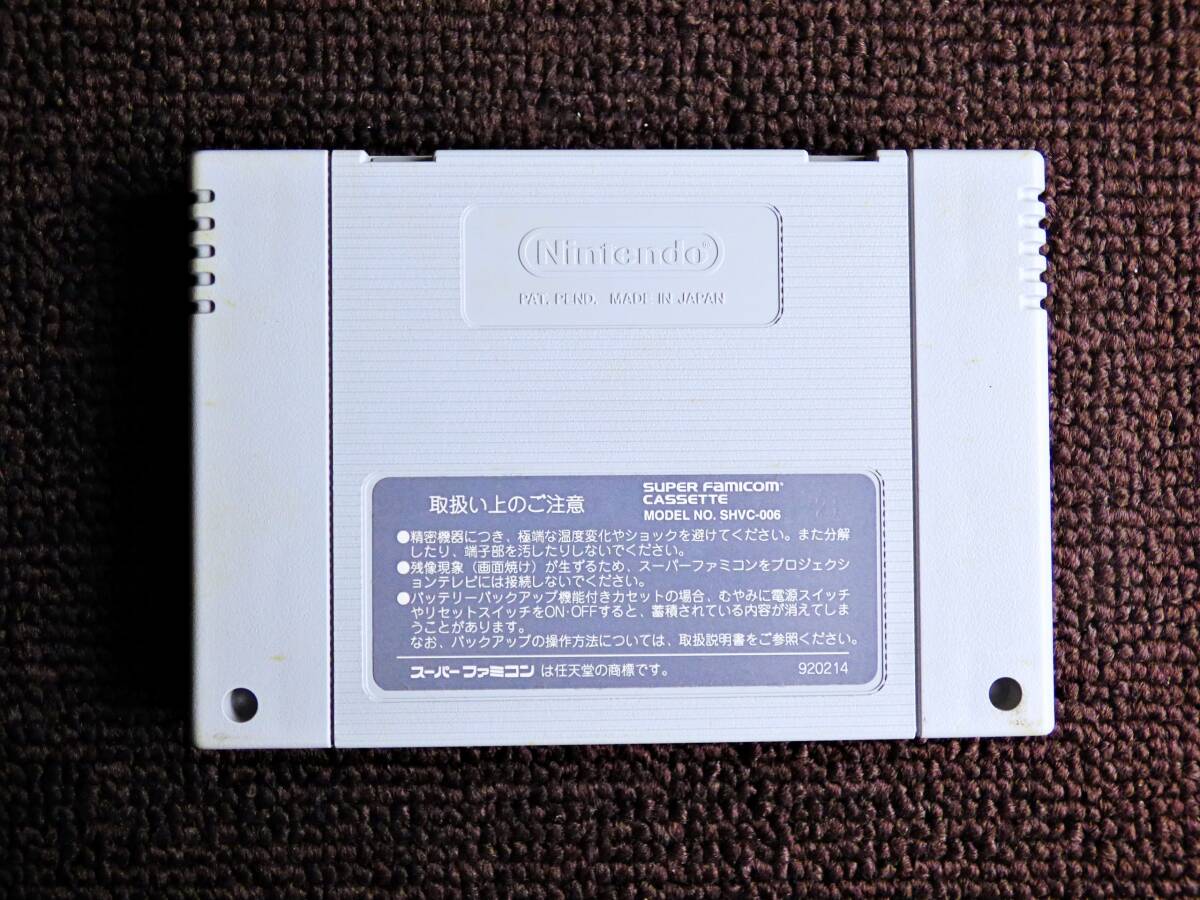 Nintendo®
PAT. PEND. MADE IN JAPAN
取扱い上のご注意
SUPER FAMICOM®
CASSETTE
MODEL NO. SHVC-006
21
●精密機器につき、極端な温度変化やショックを避けてください。また分解
したり、端子部を汚したりしないでください。
●残像現象（画面焼け）が生ずるため、スーパーファミコンをプロジェクシ
ョンテレビには接続しないでください。
●バッテリーバックアップ機能付きカセットの場合、むやみに電源スイッチ
やリセットスイッチをON·OFFすると、蓄積されている内容が消えてしま
うことがあります。
なお、バックアップの操作方法については、取扱説明書をご参照ください。
スーパーファミコン は任天堂の商標です。
920214